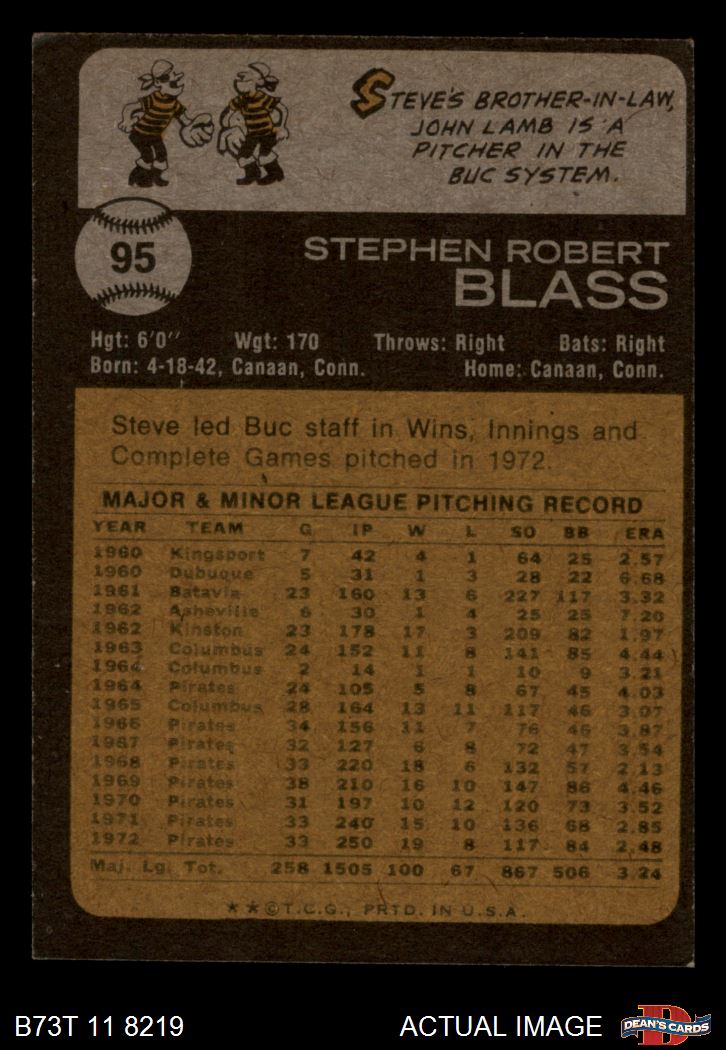 STEVE'S BROTHER-IN-LAW,
JOHN LAMB IS A
PITCHER IN THE
BUC SYSTEM.
95
STEPHEN ROBERT
BLASS
Hgt: 6'0" Wgt: 170 Throws: Right Bats: Right
Born: 4-18-42, Canaan, Conn. Home: Canaan, Conn.
Steve led Buc staff in Wins, Innings and
Complete Games pitched in 1972.
MAJOR & MINOR LEAGUE PITCHING RECORD
YEAR TEAM G IP W L SO BB ERA
1960 Kingsport 7 42 4 1 64 25 2.57
1960 Dubuque 5 31 1 3 28 22 6.68
1961 Batavia 23 160 13 6 227 117 3.32
1962 Asheville 6 30 1 4 25 25 7.20
1962 Kinston 23 178 17 3 209 82 1.97
1963 Columbus 24 152 11 8 141 85 4.44
1964 Columbus 2 14 1 1 10 9 3.21
1964 Pirates 24 105 5 8 67 45 4.03
1965 Columbus 28 164 13 11 117 46 3.07
1966 Pirates 34 156 11 7 76 46 3.87
1967 Pirates 32 127 6 8 72 47 3.54
1968 Pirates 33 220 18 6 132 57 2.13
1969 Pirates 38 210 16 10 147 86 4.46
1970 Pirates 31 197 10 12 120 73 3.52
1971 Pirates 33 240 15 10 136 68 2.85
1972 Pirates 33 250 19 8 117 84 2.48
Maj. Lg. Tot. 258 1505 100 67 867 506 3.24
★★©T.C.G., PRTD. IN U.S.A.
B73T 11 8219 ACTUAL IMAGE
DEAN'S CARDS